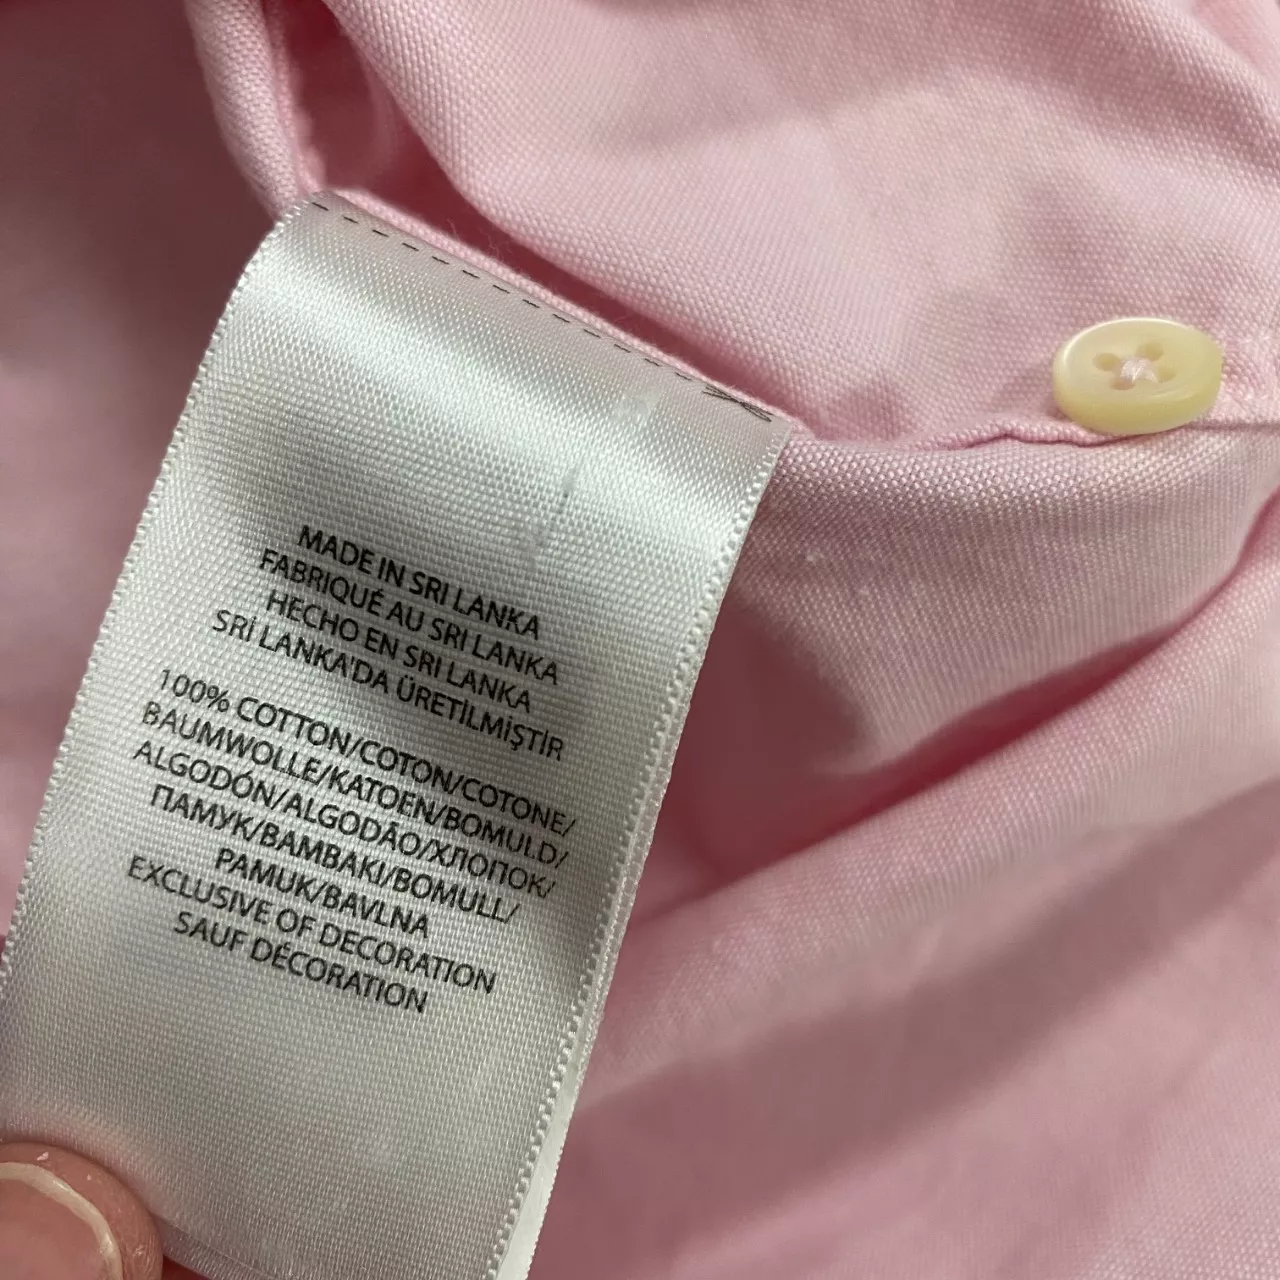 MADE IN SRI LANKA
FABRIQUÉ AU SRI LANKA
HECHO EN SRI LANKA
SRİ LANKA'DA ÜRETİLMİŞTİR
100% COTTON/COTON/COTONE/
BAUMWOLLE/KATOEN/BOMULD/
ALGODÓN/ALGODÃO/ХЛОПОК/
ПАМУК/BAMBAKI/BOMULL/
PAMUK/BAVLNA
EXCLUSIVE OF DECORATION
SAUF DÉCORATION